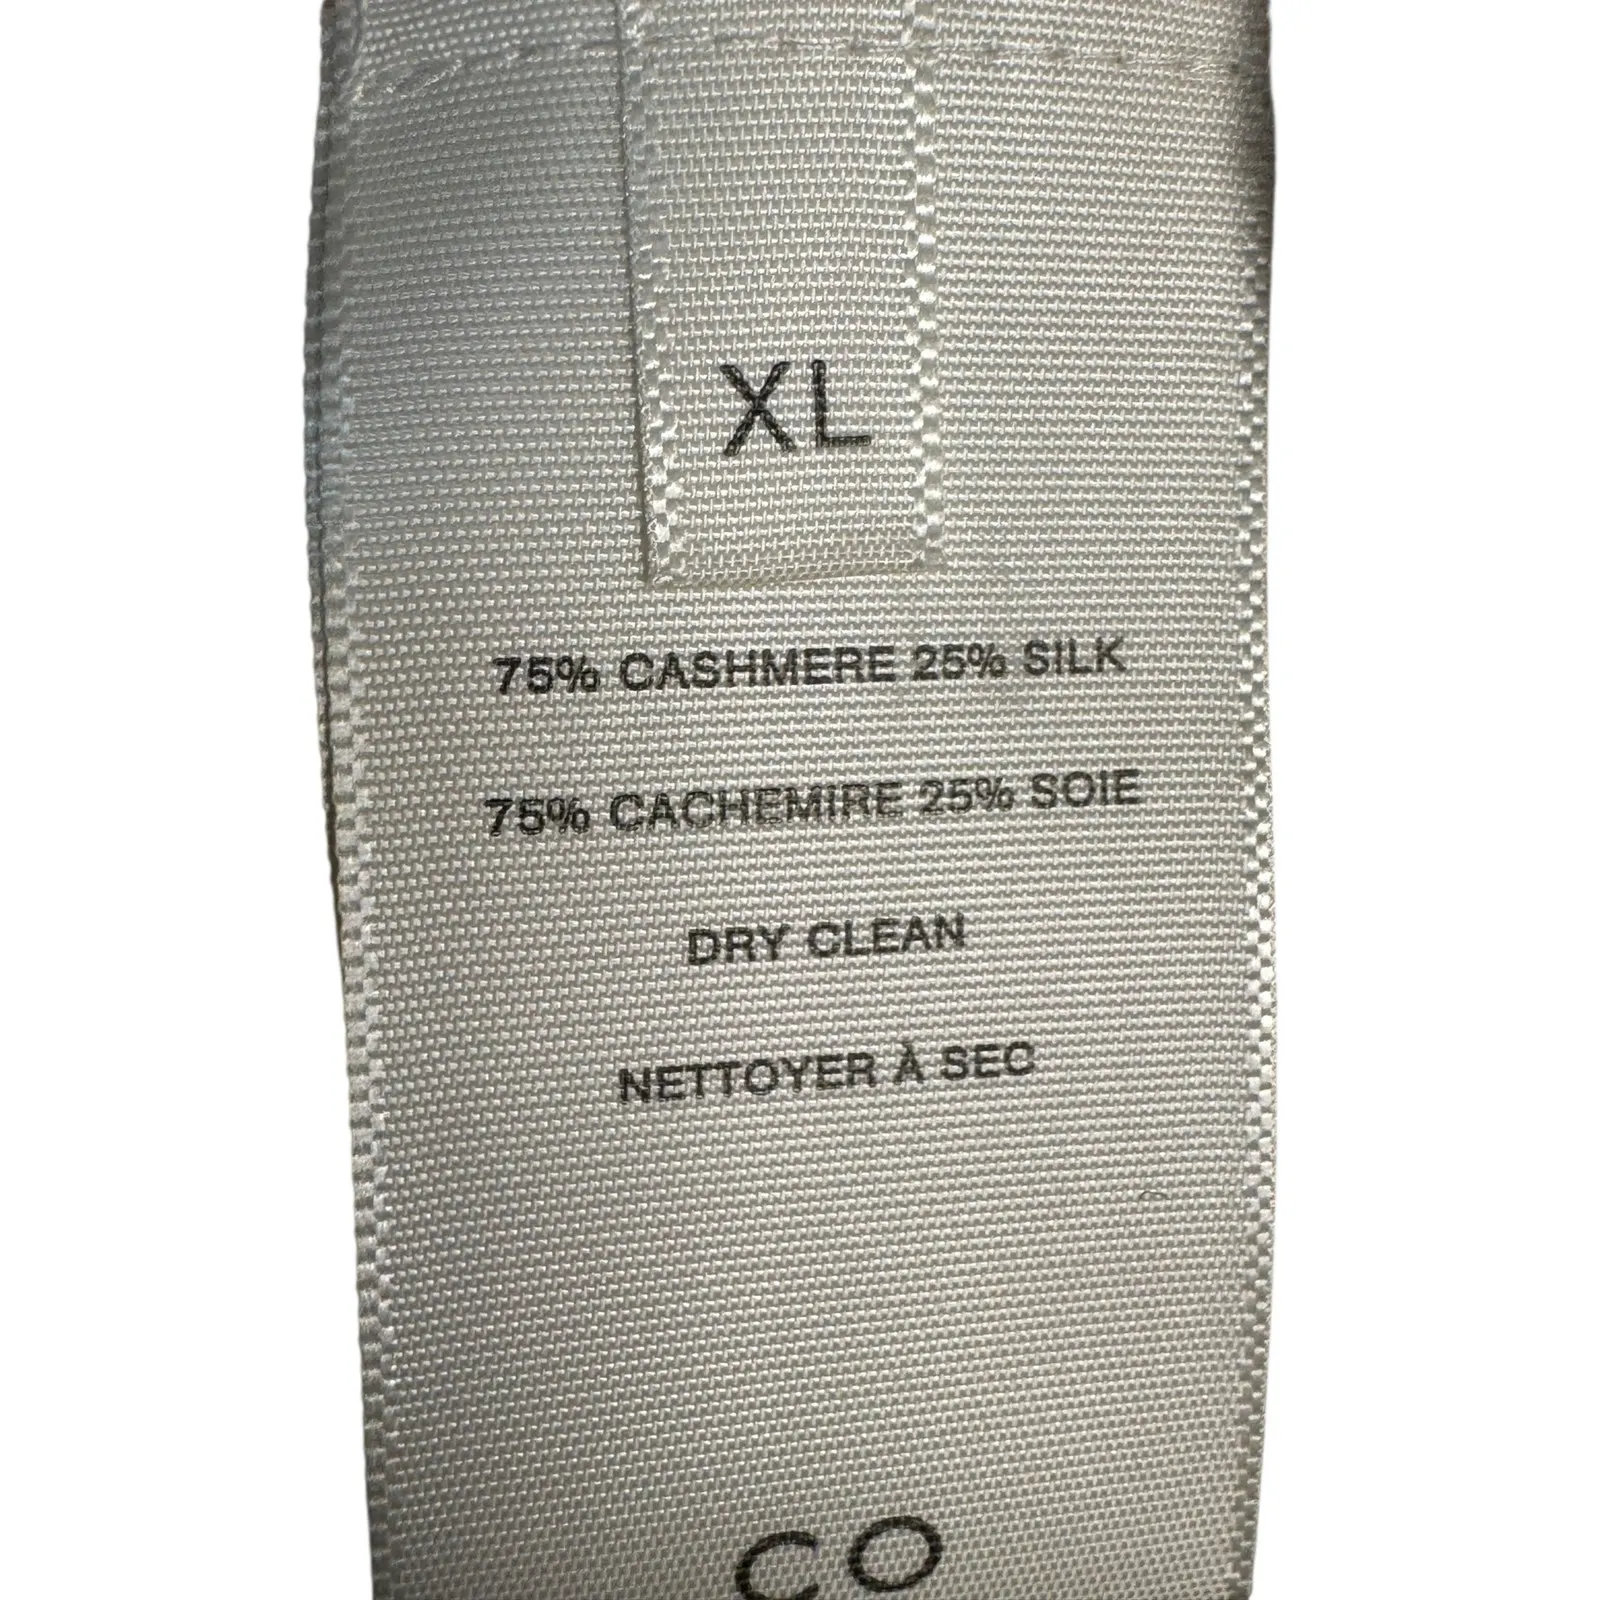 XL
75% CASHMERE 25% SILK
75% CACHEMIRE 25% SOIE
DRY CLEAN
NETTOYER À SEC
CO